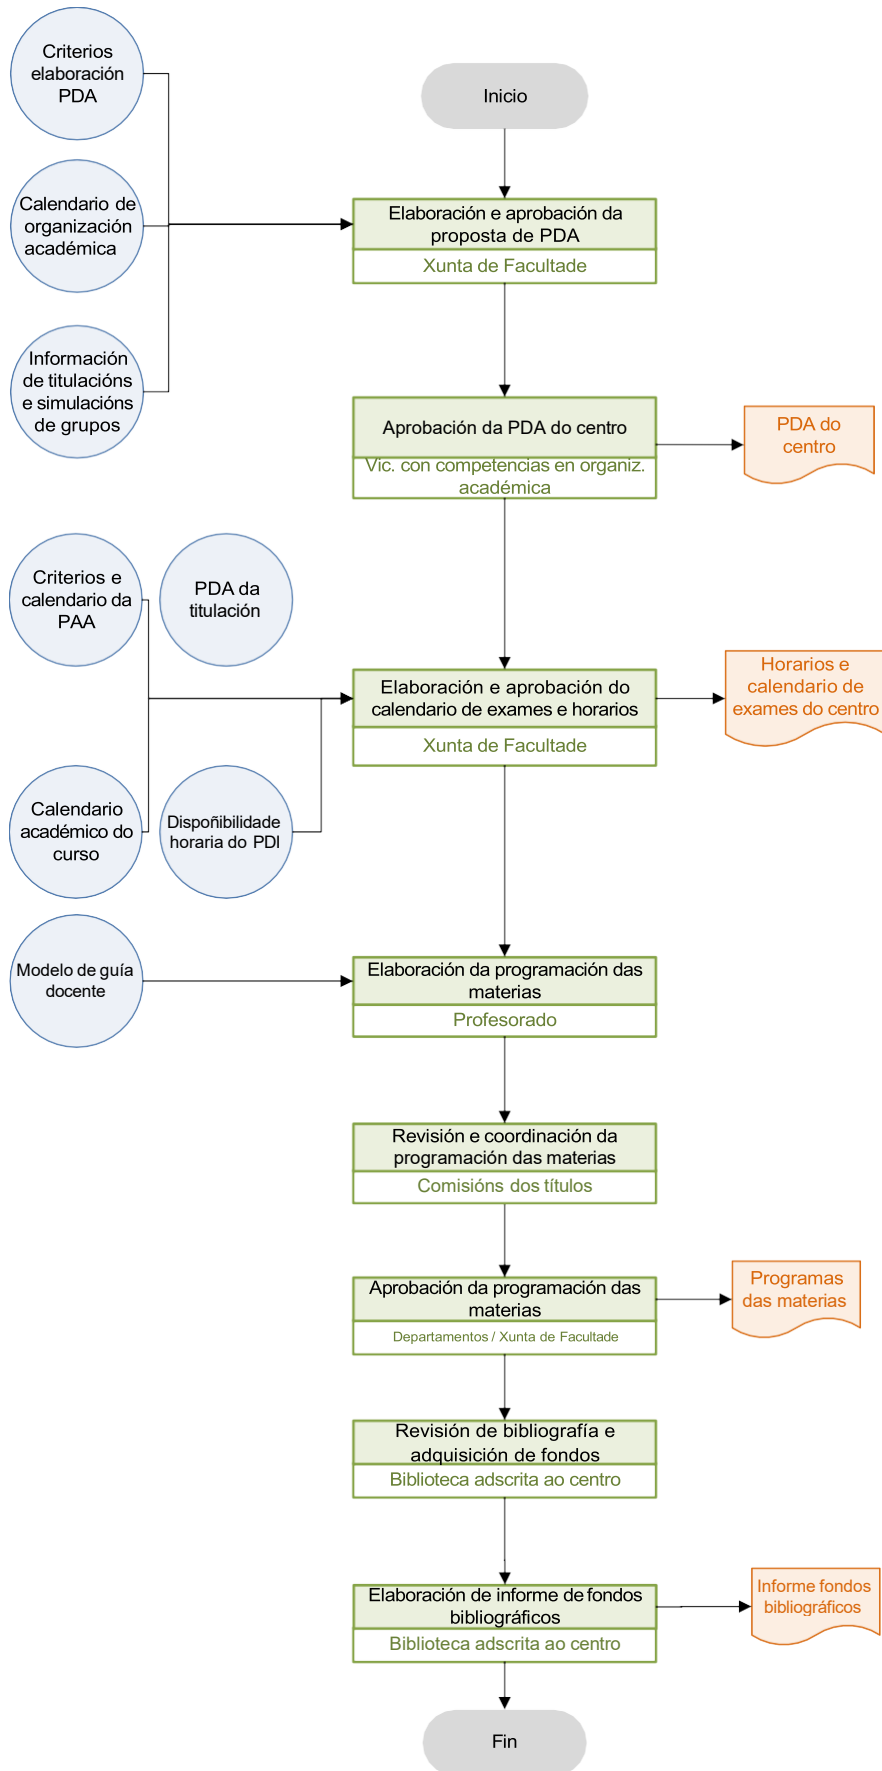 Criterios
elaboración
PDA
Inicio
Calendario de
organización
académica
Elaboración e aprobación da
proposta de PDA
Xunta de Facultade
Información
de titulacións
e simulacións
de grupos
Aprobación da PDA do centro
Vic. con competencias en organiz.
académica
PDA do
centro
Criterios e
calendario da
PAA
PDA da
titulación
Elaboración e aprobación do
calendario de exames e horarios
Xunta de Facultade
Horarios e
calendario de
exames do centro
Calendario
académico do
curso
Dispoñibilidade
horaria do PDI
Modelo de guía
docente
Elaboración da programación das
materias
Profesorado
Revisión e coordinación da
programación das materias
Comisións dos títulos
Aprobación da programación das
materias
Departamentos / Xunta de Facultade
Programas
das materias
Revisión de bibliografía e
adquisición de fondos
Biblioteca adscrita ao centro
Elaboración de informe de fondos
bibliográficos
Biblioteca adscrita ao centro
Informe fondos
bibliográficos
Fin